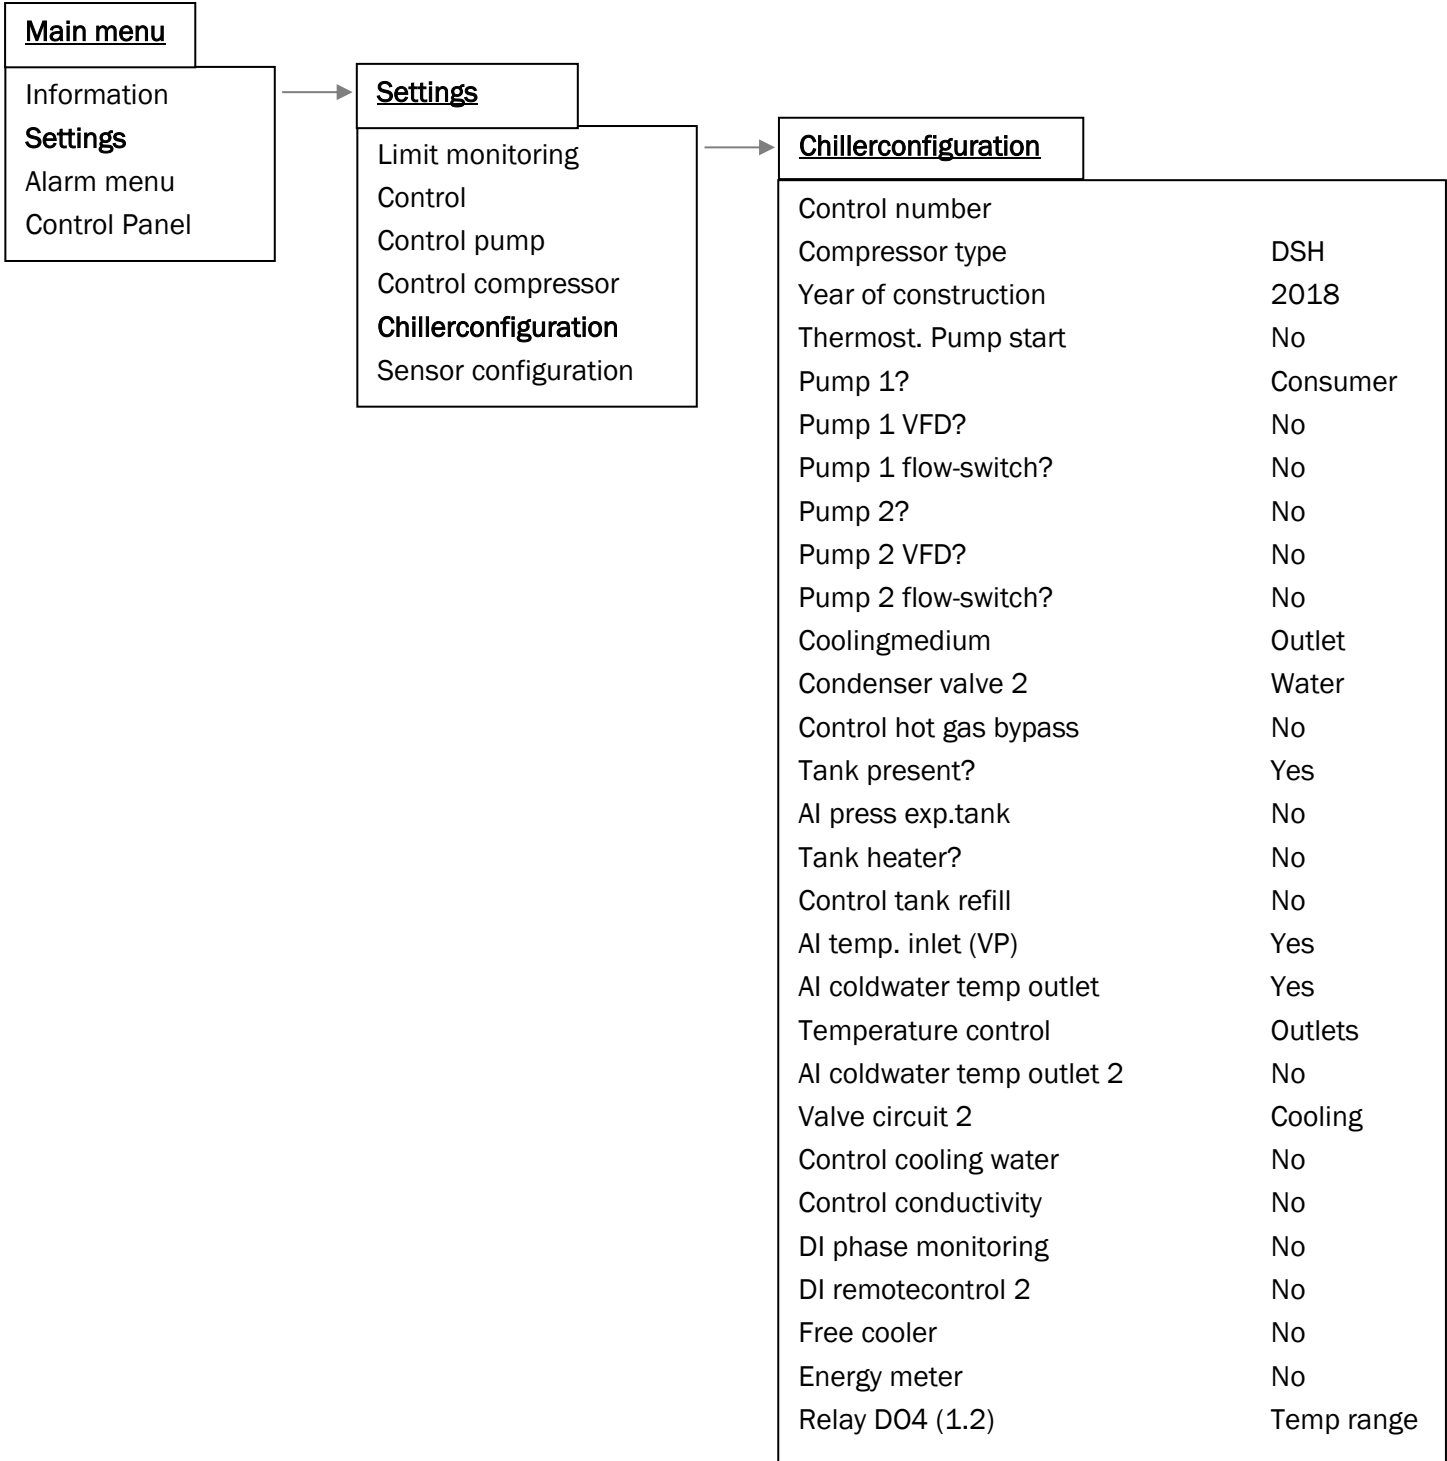 Main menu
Information
Settings
Alarm menu
Control Panel
Settings
Limit monitoring
Control
Control pump
Control compressor
Chillerconfiguration
Sensor configuration
Chillerconfiguration
Control number
Compressor type DSH
Year of construction 2018
Thermost. Pump start No
Pump 1? Consumer
Pump 1 VFD? No
Pump 1 flow-switch? No
Pump 2? No
Pump 2 VFD? No
Pump 2 flow-switch? No
Coolingmedium Outlet
Condenser valve 2 Water
Control hot gas bypass No
Tank present? Yes
AI press exp.tank No
Tank heater? No
Control tank refill No
AI temp. inlet (VP) Yes
AI coldwater temp outlet Yes
Temperature control Outlets
AI coldwater temp outlet 2 No
Valve circuit 2 Cooling
Control cooling water No
Control conductivity No
DI phase monitoring No
DI remotecontrol 2 No
Free cooler No
Energy meter No
Relay DO4 (1.2) Temp range